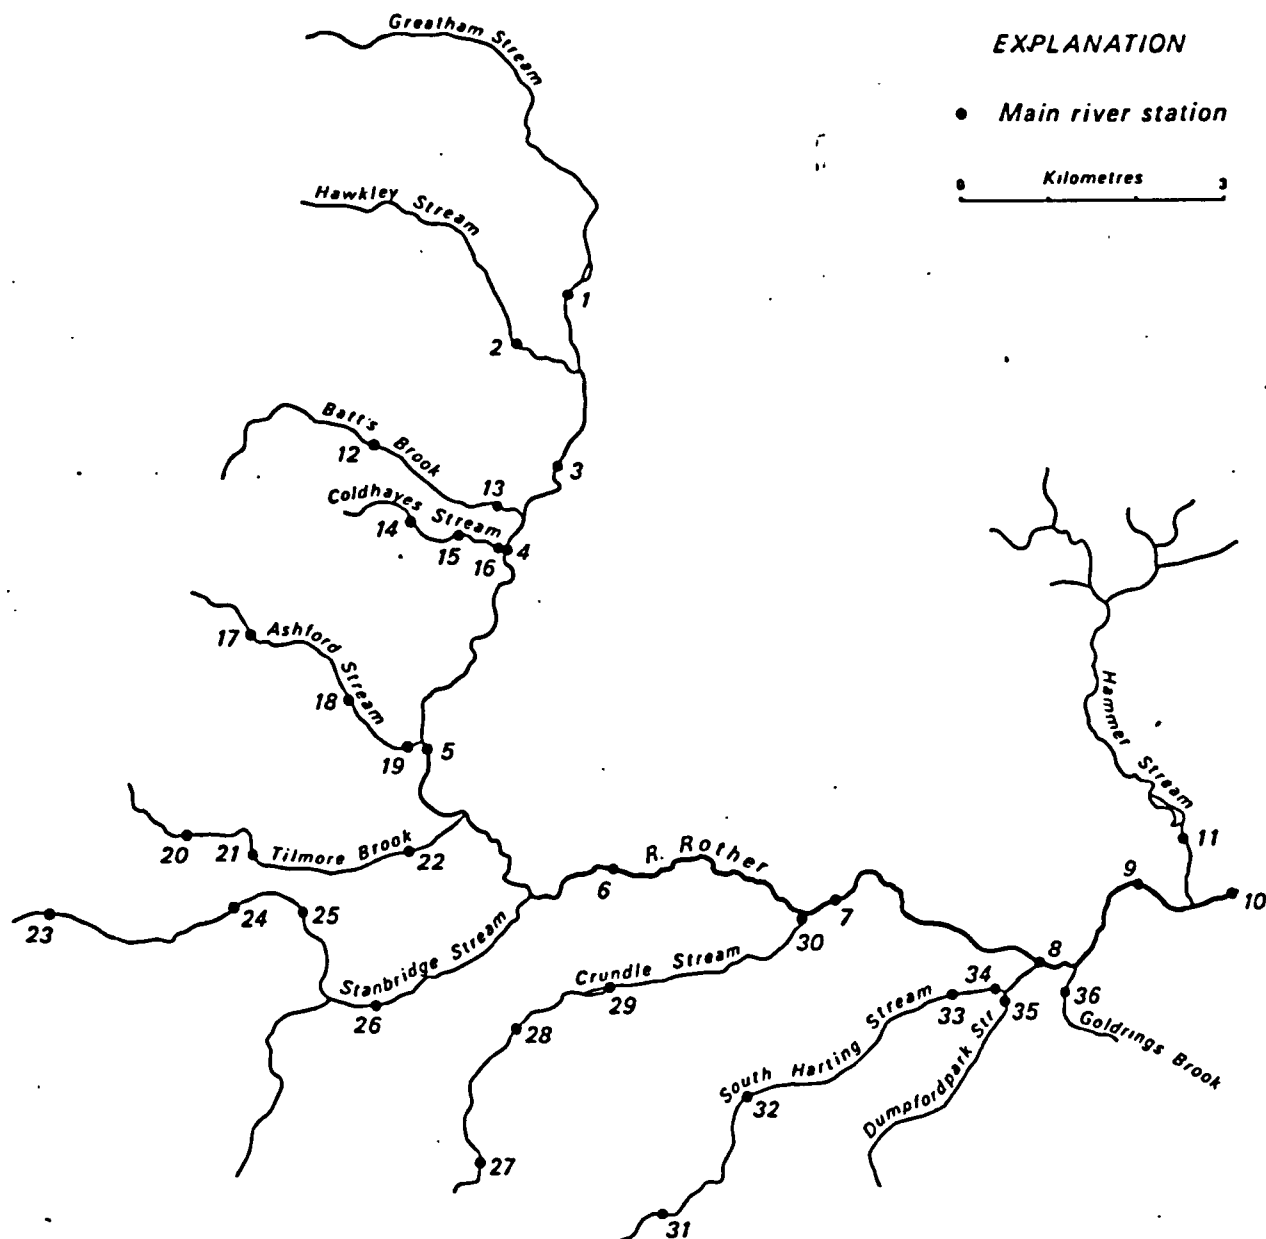 Greatham Stream
EXPLANATION
Main river station
Kilometres
0 3
Hawkley Stream
1
2
Batt's Brook
12
3
13
Coldhayes Stream
14
15
16
4
17
Ashford Stream
18
19
5
Hammer Stream
11
20
21
Tilmore Brook
22
6
R. Rother
7
9
10
23
24
25
Stanbridge Stream
26
30
Crundle Stream
29
28
27
8
34
33
35
36
South Harting Stream
32
31
Dumpfordpark Str
Goldrings Brook